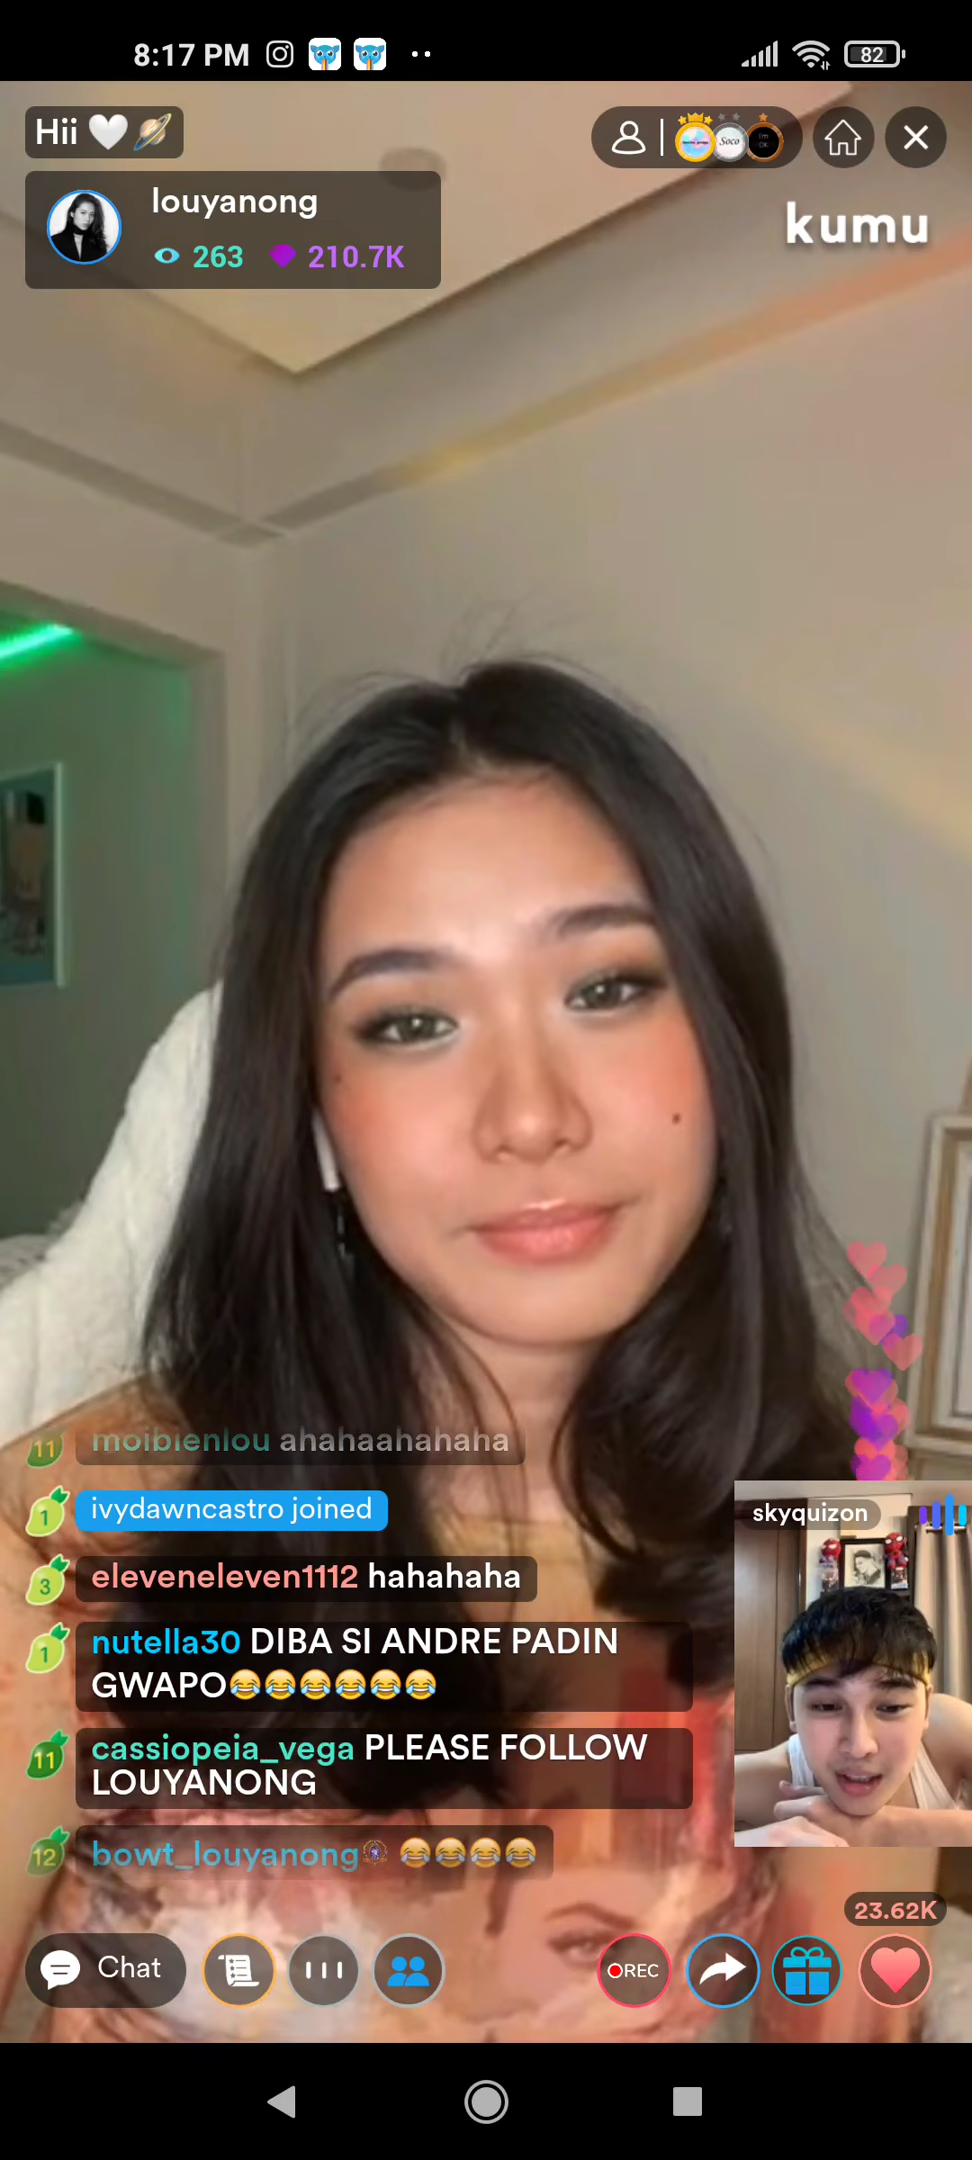 8:17 PM
82
Hii 🤍🪐
Soco
I'm
OK
louyanong
263 210.7K
kumu
11 moibienlou ahahaahahaha
1 ivydawncastro joined
3 eleveneleven1112 hahahaha
1 nutella30 DIBA SI ANDRE PADIN
GWAPO😂😂😂😂😂😂
11 cassiopeia_vega PLEASE FOLLOW
LOUYANONG
12 bowt_louyanong 😂😂😂😂
skyquizon
23.62K
Chat
REC